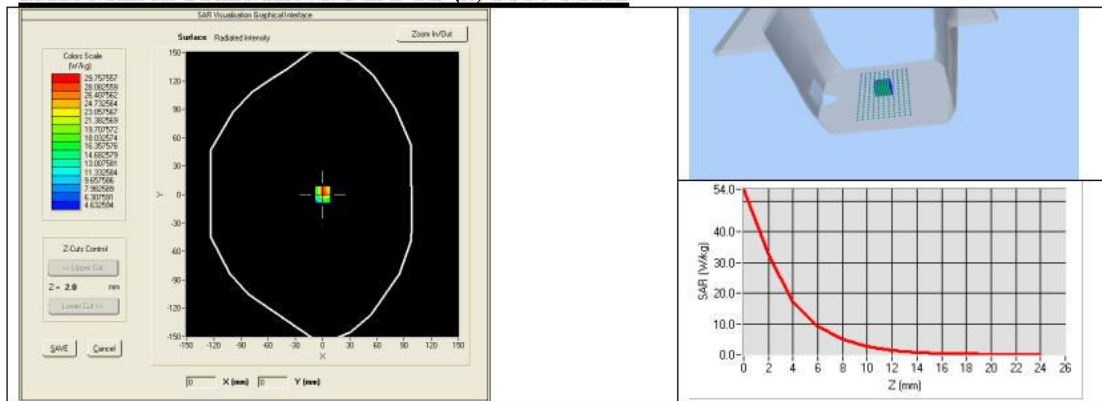 SAR Visualisation Graphical Interface
Surface Radiated Intensity
Zoom In/Out
Colors Scale
(W/kg)
29.757557
28.082559
26.407562
24.732564
23.057567
21.382569
19.707572
18.032574
16.357576
14.682579
13.007581
11.332584
9.657586
7.982589
6.307591
4.632594
Z-Cuts Control
<< Upper Cut
Z = 2.0 mm
Lower Cut >>
SAVE Cancel
150
120
90
60
30
0
-30
-60
-90
-120
-150
Y
-150 -120 -90 -60 -30 0 30 60 90 120 150
X
0 X (mm) 0 Y (mm)
54.0
40.0
30.0
20.0
10.0
0.0
SAR (W/kg)
0 2 4 6 8 10 12 14 16 18 20 22 24 26
Z (mm)